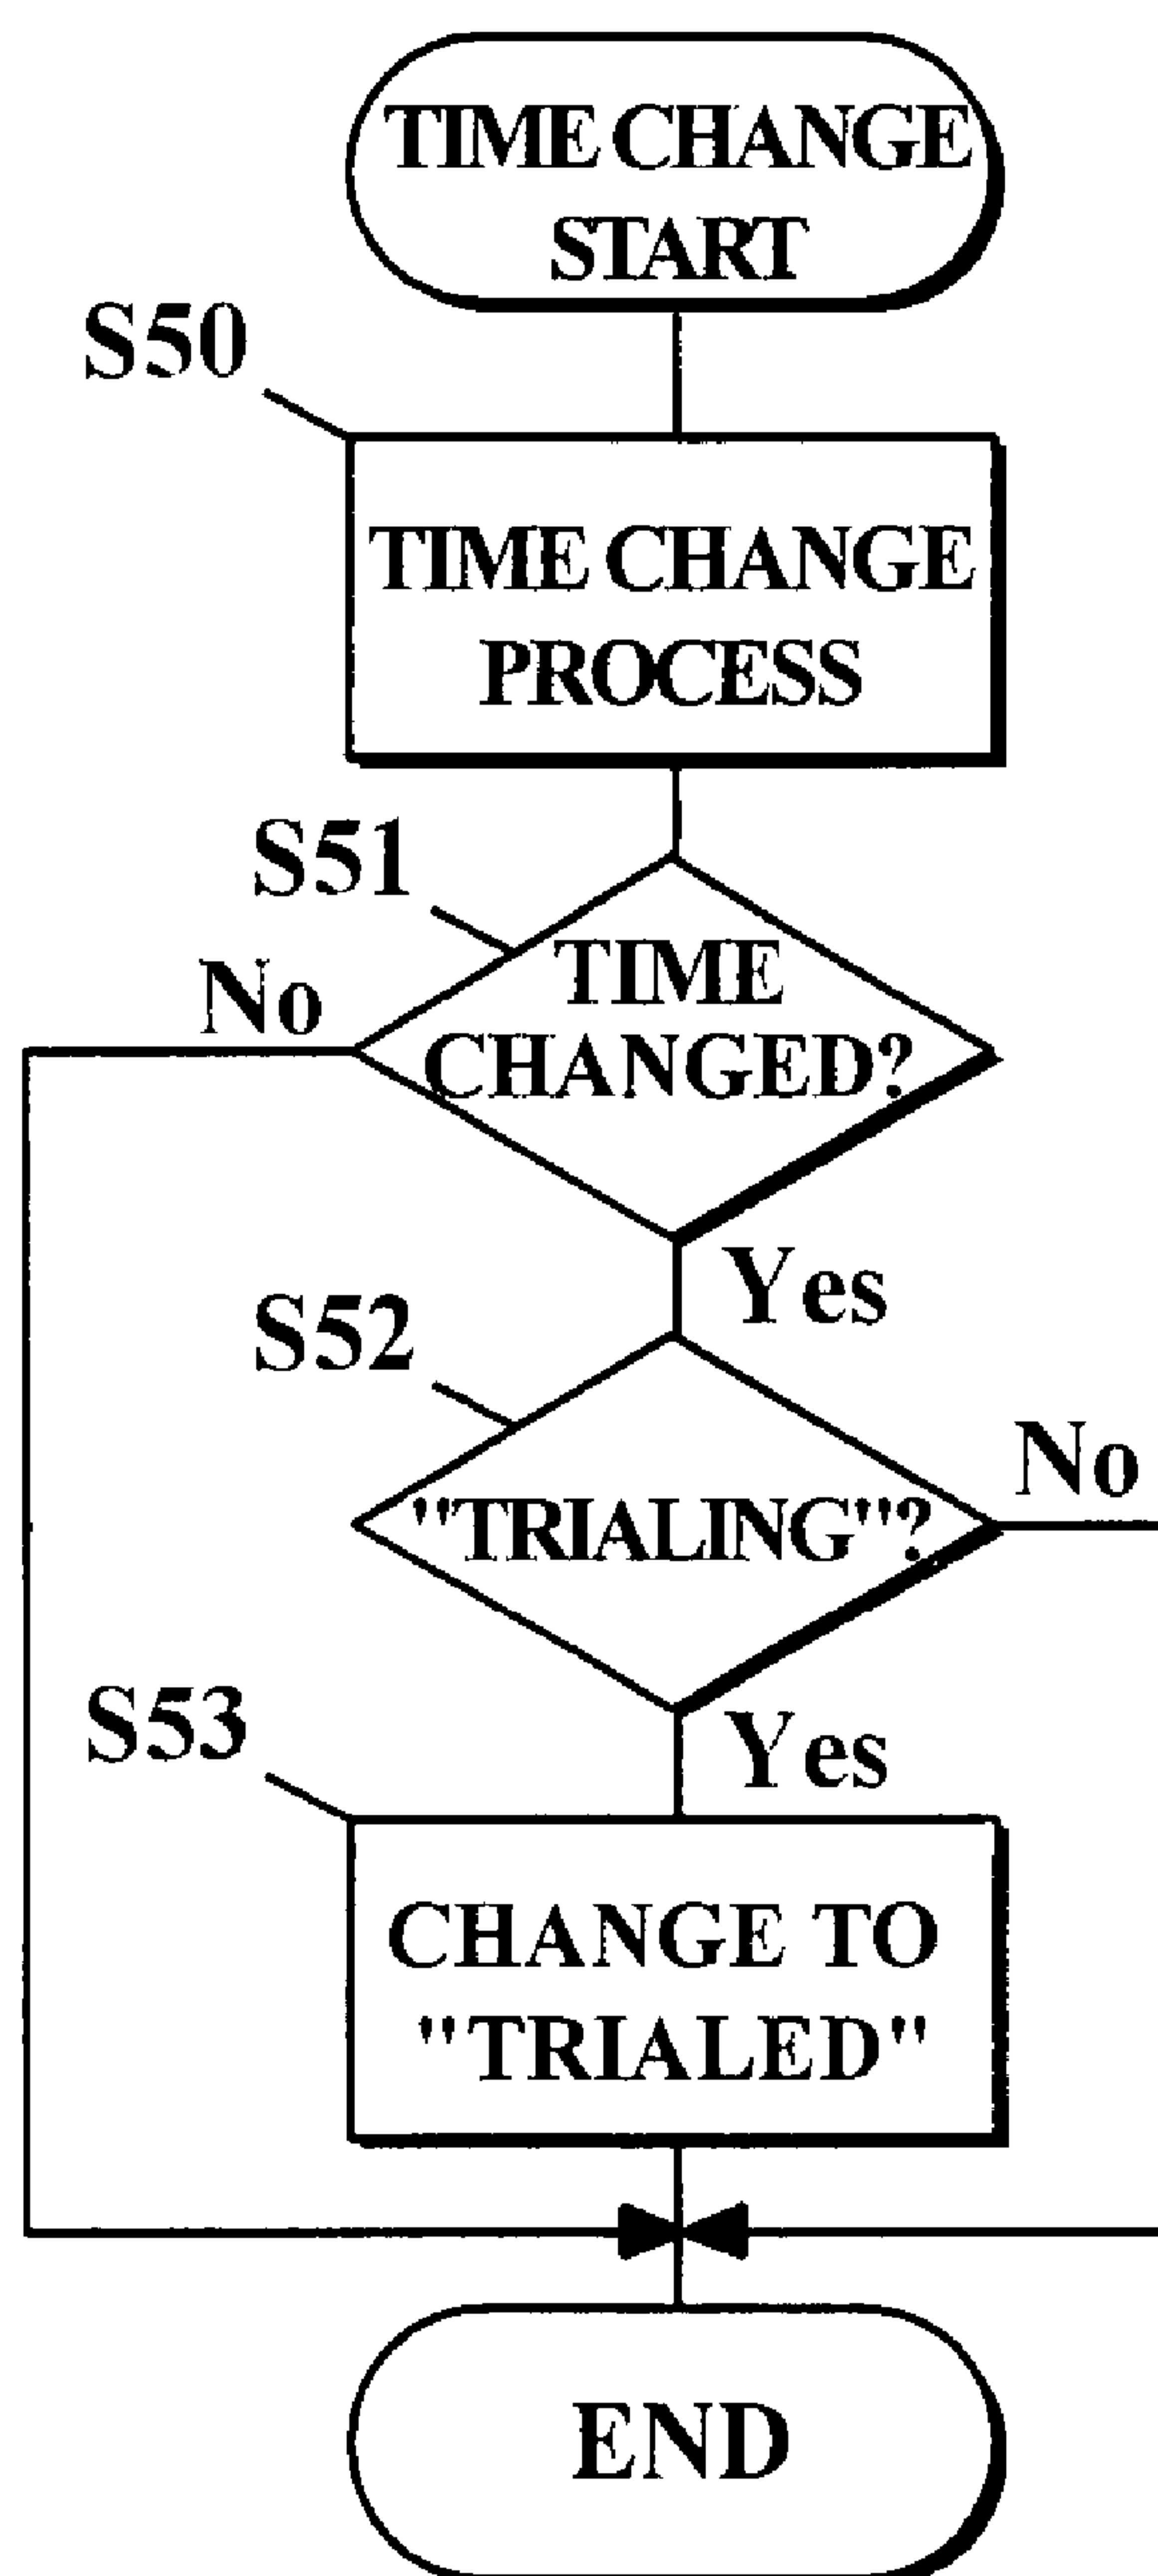 TIME CHANGE
START
S50
TIME CHANGE
PROCESS
S51
TIME
CHANGED?
No
Yes
S52
"TRIALING"?
No
Yes
S53
CHANGE TO
"TRIALED"
END